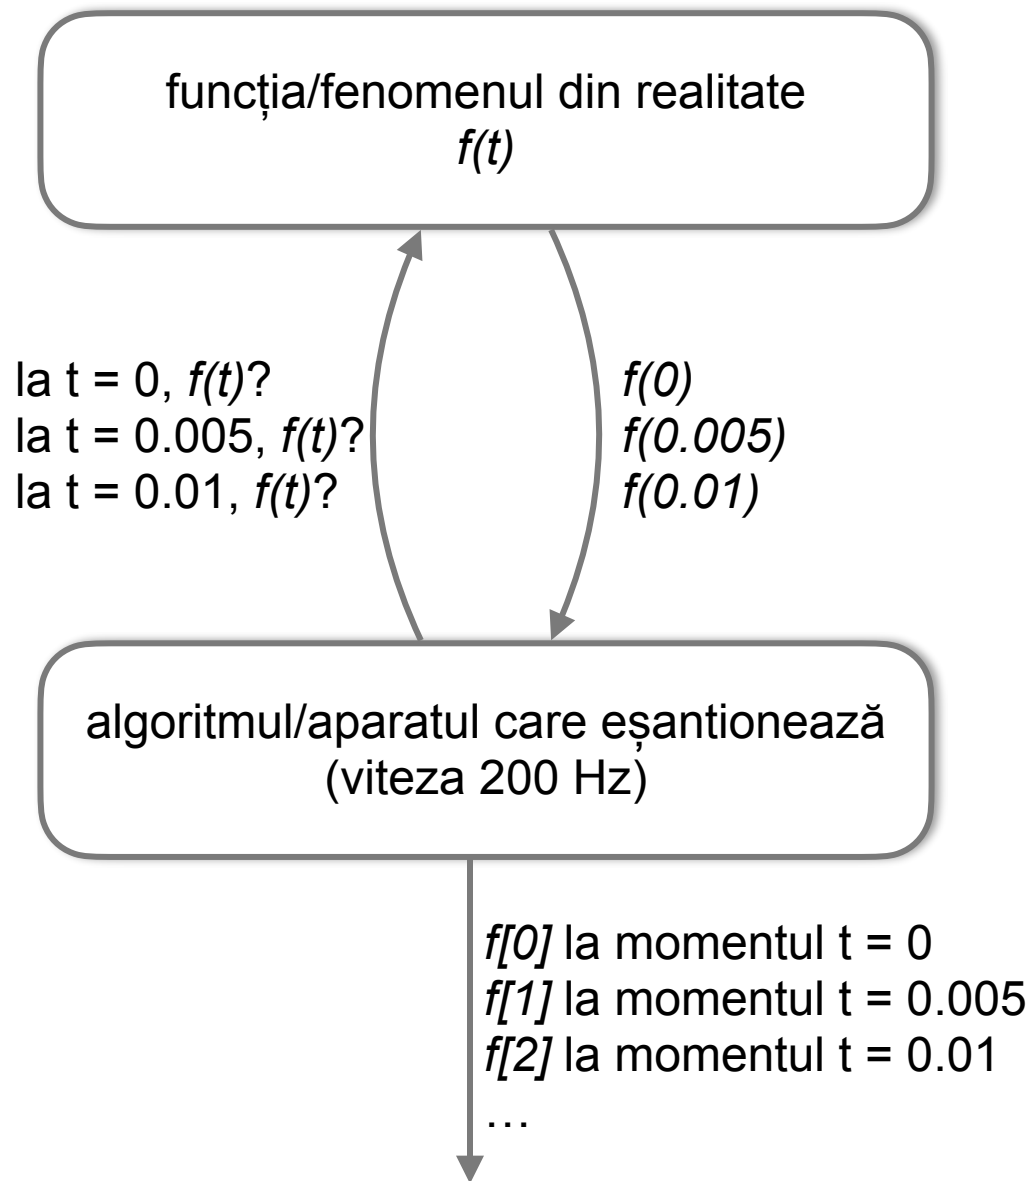 funcția/fenomenul din realitate
f(t)
la t = 0, f(t)?
la t = 0.005, f(t)?
la t = 0.01, f(t)?
f(0)
f(0.005)
f(0.01)
algoritmul/aparatul care eșantionează
(viteza 200 Hz)
f[0] la momentul t = 0
f[1] la momentul t = 0.005
f[2] la momentul t = 0.01
…